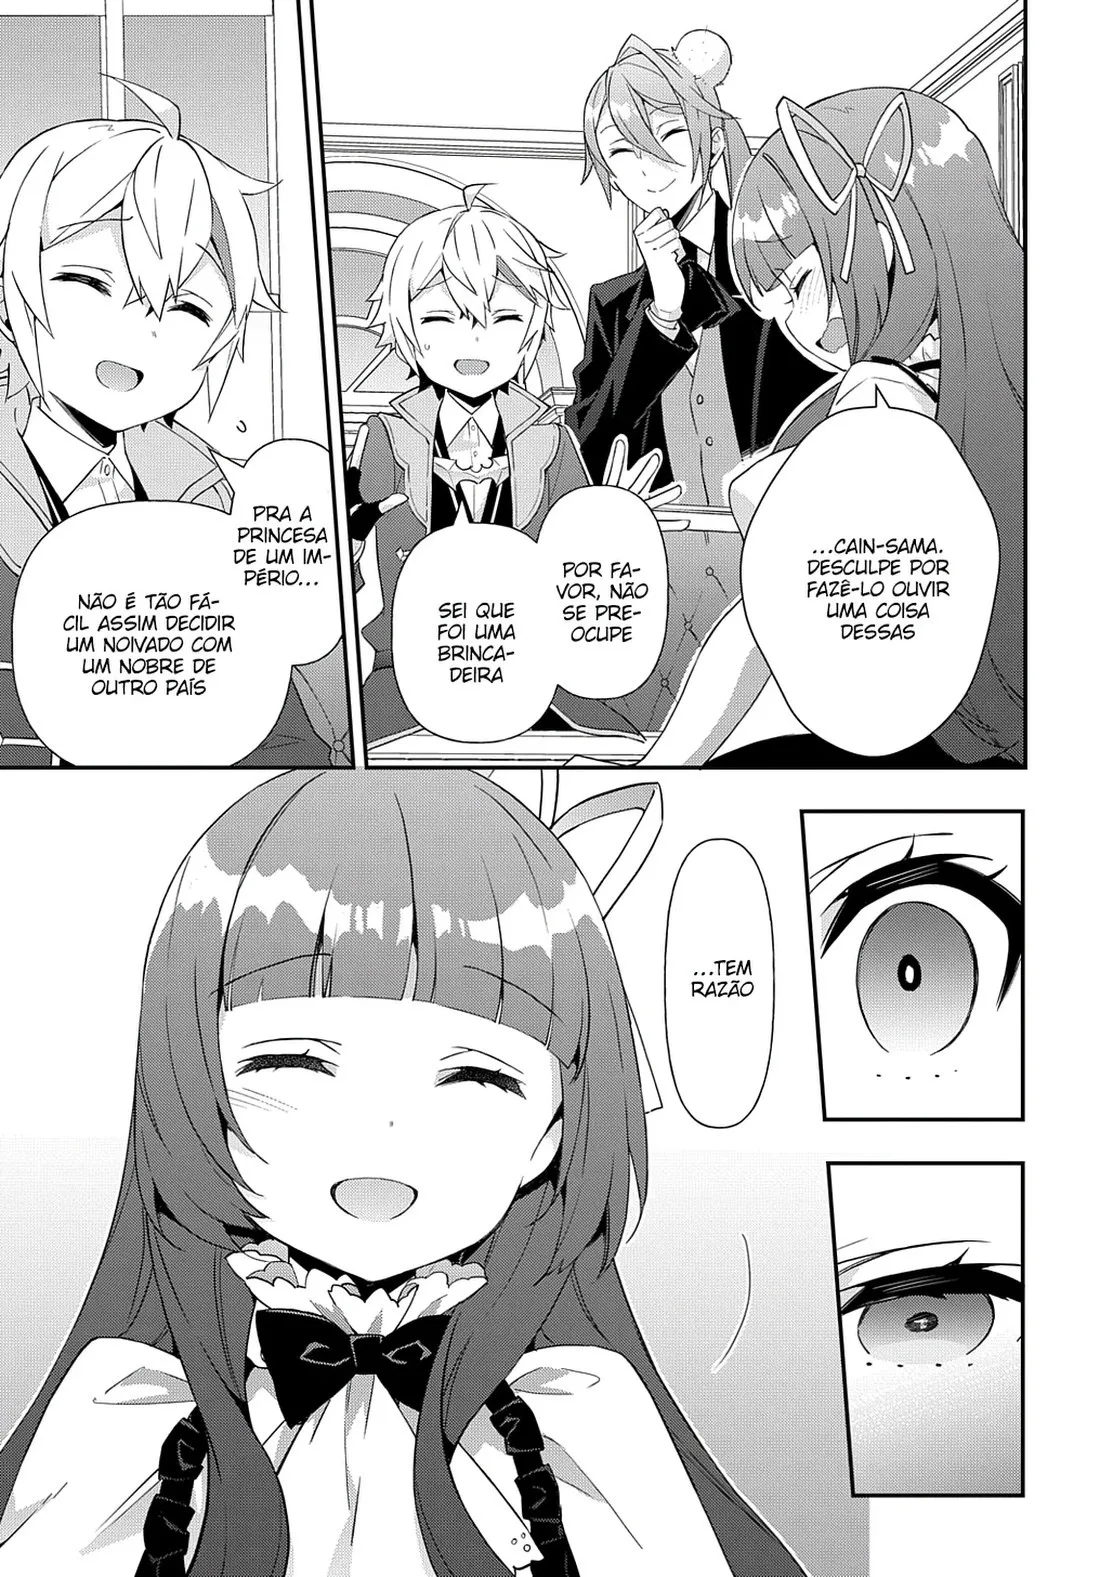 ...CAIN-SAMA.
DESCULPE POR
FAZÊ-LO OUVIR
UMA COISA
DESSAS
POR FA-
VOR, NÃO
SE PRE-
OCUPE
SEI QUE
FOI UMA
BRINCA-
DEIRA
PRA A
PRINCESA
DE UM IM-
PÉRIO...
NÃO É TÃO FÁ-
CIL ASSIM DECIDIR
UM NOIVADO COM
UM NOBRE DE
OUTRO PAÍS
...TEM
RAZÃO